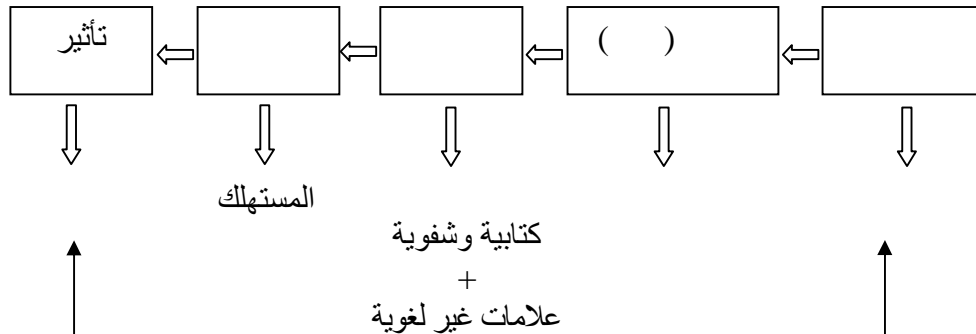 ( )
تأثير
المستهلك
كتابية وشفوية
+
علامات غير لغوية